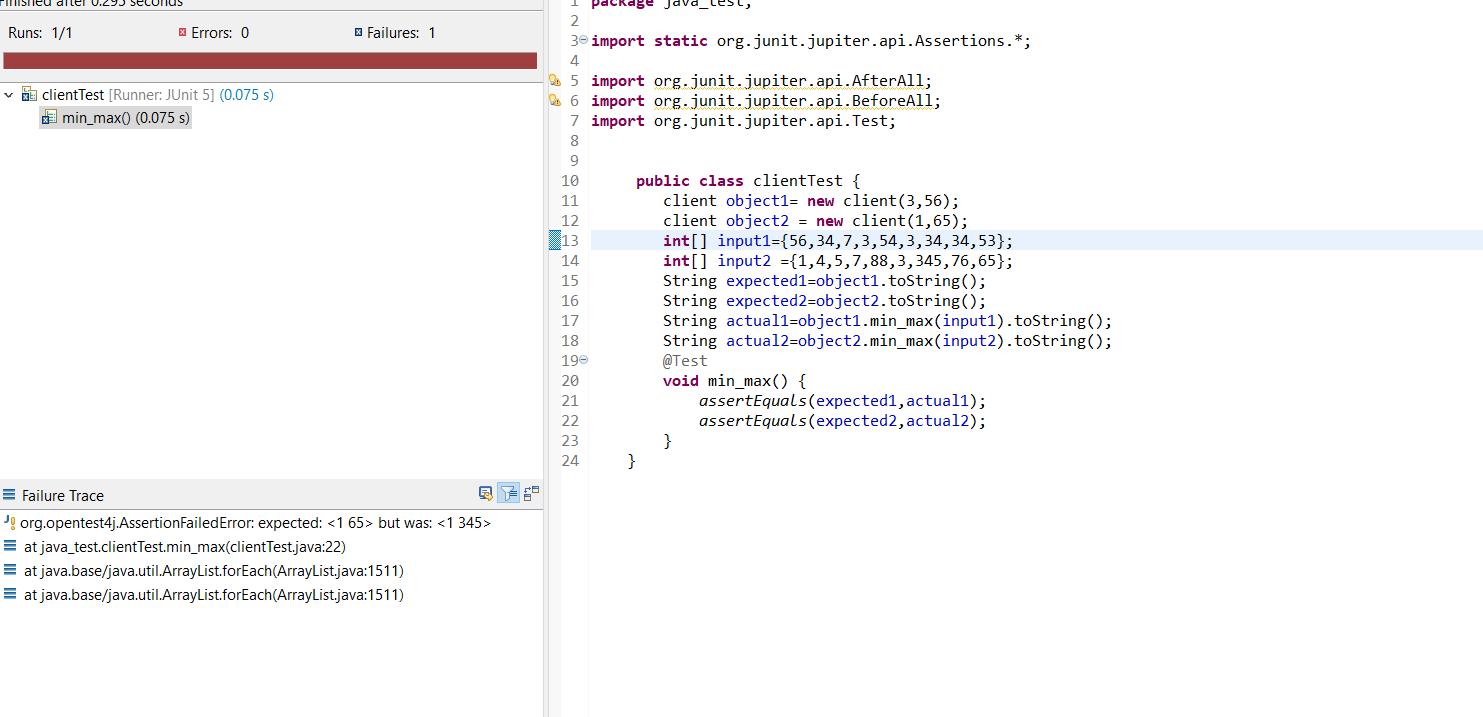 Finished after 0.295 seconds
Runs: 1/1 Errors: 0 Failures: 1
clientTest [Runner: JUnit 5] (0.075 s)
min_max() (0.075 s)
Failure Trace
org.opentest4j.AssertionFailedError: expected: <1 65> but was: <1 345>
at java_test.clientTest.min_max(clientTest.java:22)
at java.base/java.util.ArrayList.forEach(ArrayList.java:1511)
at java.base/java.util.ArrayList.forEach(ArrayList.java:1511)
1 package java_test;
2
3 import static org.junit.jupiter.api.Assertions.*;
4
5 import org.junit.jupiter.api.AfterAll;
6 import org.junit.jupiter.api.BeforeAll;
7 import org.junit.jupiter.api.Test;
8
9
10 public class clientTest {
11 client object1= new client(3,56);
12 client object2 = new client(1,65);
13 int[] input1={56,34,7,3,54,3,34,34,53};
14 int[] input2 ={1,4,5,7,88,3,345,76,65};
15 String expected1=object1.toString();
16 String expected2=object2.toString();
17 String actual1=object1.min_max(input1).toString();
18 String actual2=object2.min_max(input2).toString();
19 @Test
20 void min_max() {
21 assertEquals(expected1,actual1);
22 assertEquals(expected2,actual2);
23 }
24 }